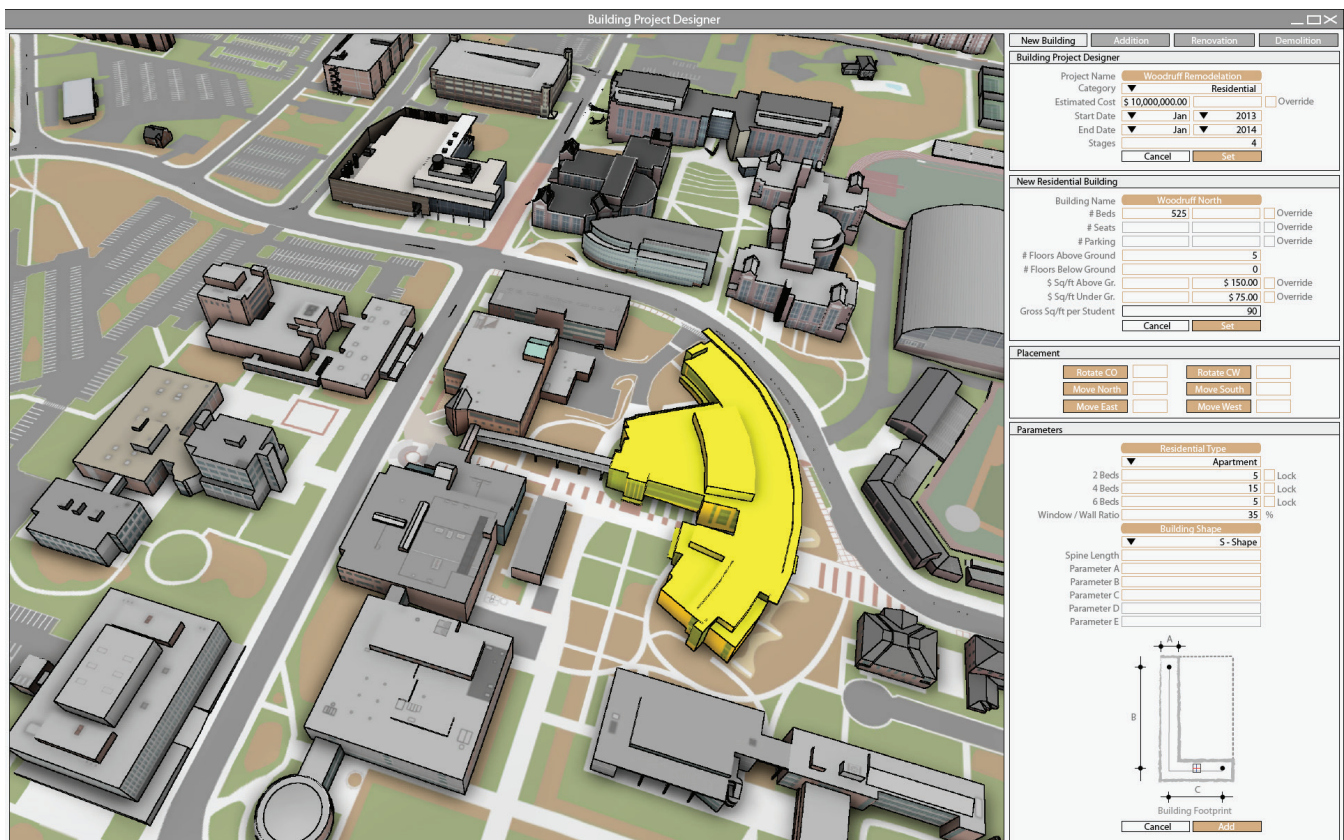 Building Project Designer
New Building Addition Renovation Demolition
Building Project Designer
Project Name Woodruff Remodelation
Category Residential
Estimated Cost $ 10,000,000.00 Override
Start Date Jan 2013
End Date Jan 2014
Stages 4
Cancel Set
New Residential Building
Building Name Woodruff North
# Beds 525 Override
# Seats Override
# Parking Override
# Floors Above Ground 5
# Floors Below Ground 0
$ Sq/ft Above Gr. $ 150.00 Override
$ Sq/ft Under Gr. $ 75.00 Override
Gross Sq/ft per Student 90
Cancel Set
Placement
Rotate CO Rotate CW
Move North Move South
Move East Move West
Parameters
Residential Type
Apartment
2 Beds 5 Lock
4 Beds 15 Lock
6 Beds 5 Lock
Window / Wall Ratio 35 %
Building Shape
S - Shape
Spine Length
Parameter A
Parameter B
Parameter C
Parameter D
Parameter E
A
B
C
Building Footprint
Cancel Add